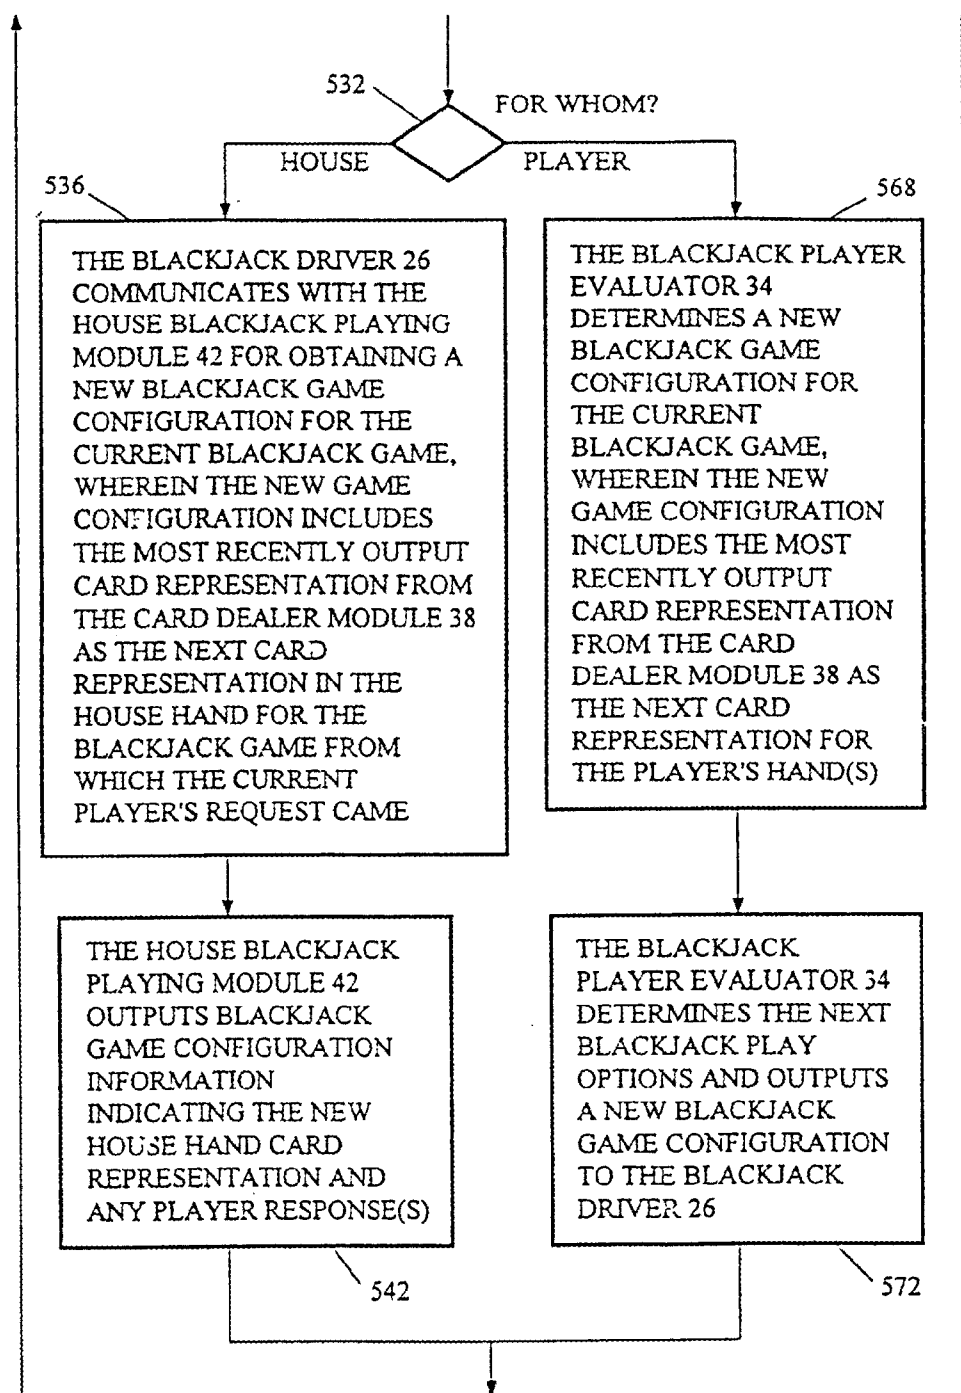 532
FOR WHOM?
HOUSE
PLAYER
536
THE BLACKJACK DRIVER 26
COMMUNICATES WITH THE
HOUSE BLACKJACK PLAYING
MODULE 42 FOR OBTAINING A
NEW BLACKJACK GAME
CONFIGURATION FOR THE
CURRENT BLACKJACK GAME,
WHEREIN THE NEW GAME
CONFIGURATION INCLUDES
THE MOST RECENTLY OUTPUT
CARD REPRESENTATION FROM
THE CARD DEALER MODULE 38
AS THE NEXT CARD
REPRESENTATION IN THE
HOUSE HAND FOR THE
BLACKJACK GAME FROM
WHICH THE CURRENT
PLAYER'S REQUEST CAME
568
THE BLACKJACK PLAYER
EVALUATOR 34
DETERMINES A NEW
BLACKJACK GAME
CONFIGURATION FOR
THE CURRENT
BLACKJACK GAME,
WHEREIN THE NEW
GAME CONFIGURATION
INCLUDES THE MOST
RECENTLY OUTPUT
CARD REPRESENTATION
FROM THE CARD
DEALER MODULE 38 AS
THE NEXT CARD
REPRESENTATION FOR
THE PLAYER'S HAND(S)
THE HOUSE BLACKJACK
PLAYING MODULE 42
OUTPUTS BLACKJACK
GAME CONFIGURATION
INFORMATION
INDICATING THE NEW
HOUSE HAND CARD
REPRESENTATION AND
ANY PLAYER RESPONSE(S)
542
THE BLACKJACK
PLAYER EVALUATOR 34
DETERMINES THE NEXT
BLACKJACK PLAY
OPTIONS AND OUTPUTS
A NEW BLACKJACK
GAME CONFIGURATION
TO THE BLACKJACK
DRIVER 26
572